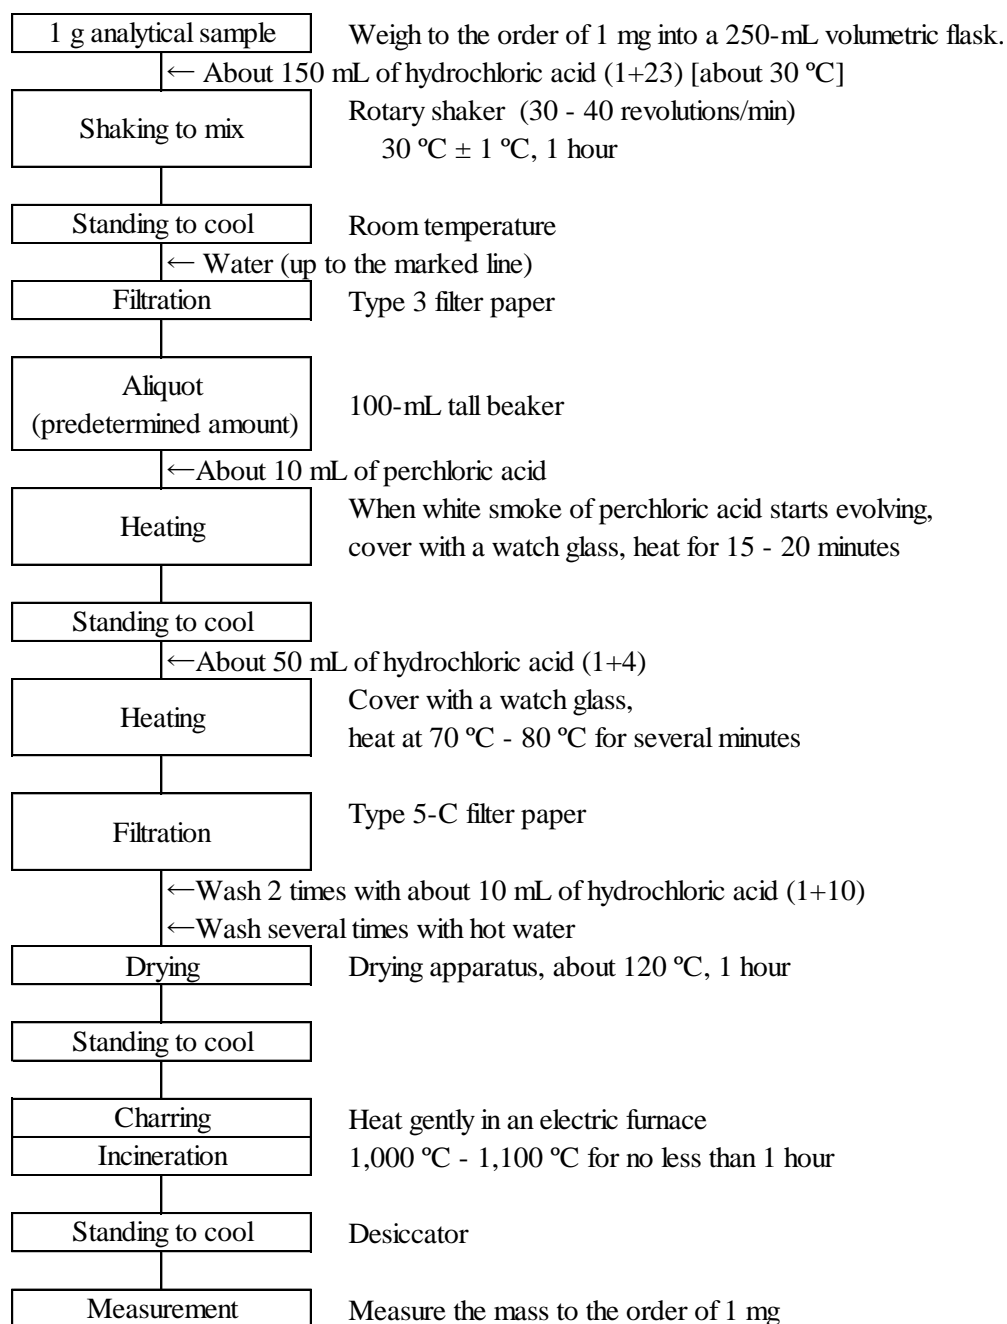 1 g analytical sample Weigh to the order of 1 mg into a 250-mL volumetric flask.
← About 150 mL of hydrochloric acid (1+23) [about 30 ºC]
Shaking to mix Rotary shaker (30 - 40 revolutions/min)
30 ºC ± 1 ºC, 1 hour
Standing to cool Room temperature
← Water (up to the marked line)
Filtration Type 3 filter paper
Aliquot
(predetermined amount) 100-mL tall beaker
←About 10 mL of perchloric acid
Heating When white smoke of perchloric acid starts evolving,
cover with a watch glass, heat for 15 - 20 minutes
Standing to cool
←About 50 mL of hydrochloric acid (1+4)
Heating Cover with a watch glass,
heat at 70 ºC - 80 ºC for several minutes
Filtration Type 5-C filter paper
←Wash 2 times with about 10 mL of hydrochloric acid (1+10)
←Wash several times with hot water
Drying Drying apparatus, about 120 ºC, 1 hour
Standing to cool
Charring Heat gently in an electric furnace
Incineration 1,000 ºC - 1,100 ºC for no less than 1 hour
Standing to cool Desiccator
Measurement Measure the mass to the order of 1 mg